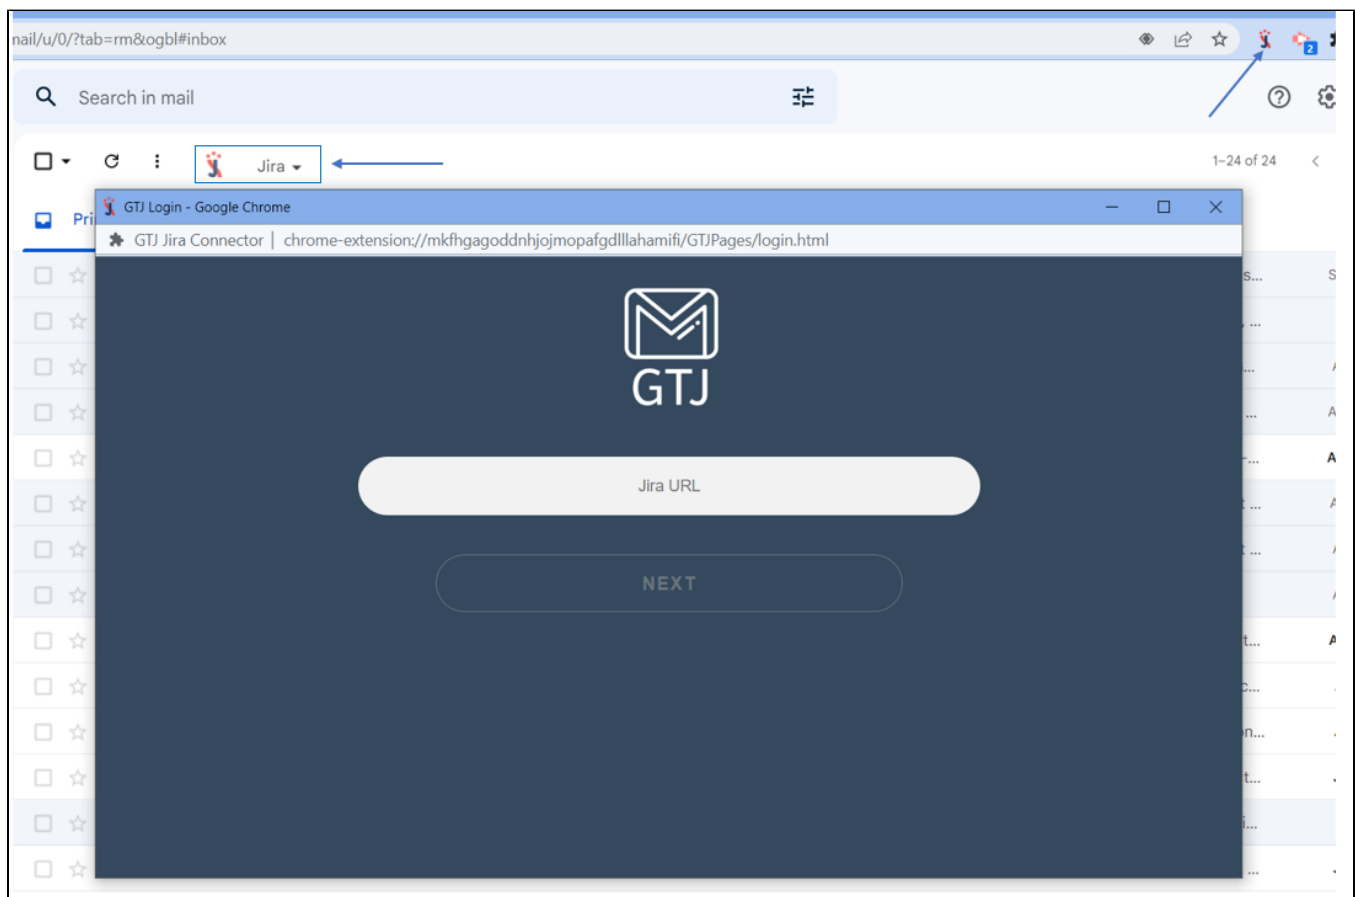 nail/u/0/?tab=rm&ogbl#inbox
2
Search in mail
Jira
1–24 of 24
Pri
GTJ Login - Google Chrome
GTJ Jira Connector | chrome-extension://mkfhgagoddnhjojmopafgdlllahamifi/GTJPages/login.html
GTJ
Jira URL
NEXT